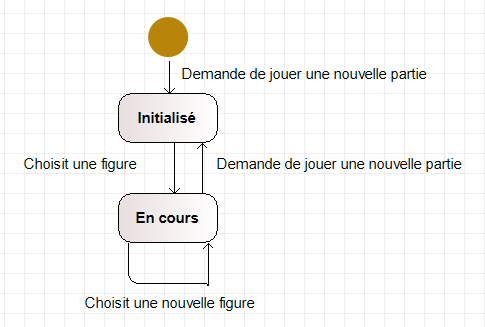 Demande de jouer une nouvelle partie
Initialisé
Choisit une figure
Demande de jouer une nouvelle partie
En cours
Choisit une nouvelle figure